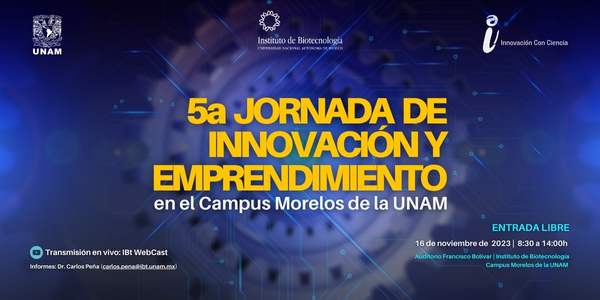 UNAM
Instituto de Biotecnología
UNIVERSIDAD NACIONAL AUTÓNOMA DE MÉXICO
Innovación Con Ciencia
5a JORNADA DE
INNOVACIÓN Y
EMPRENDIMIENTO
en el Campus Morelos de la UNAM
ENTRADA LIBRE
16 de noviembre de 2023 | 8:30 a 14:00h
Auditorio Francisco Bolívar | Instituto de Biotecnología
Campus Morelos de la UNAM
Transmisión en vivo: IBt WebCast
Informes: Dr. Carlos Peña (carlos.pena@ibt.unam.mx)